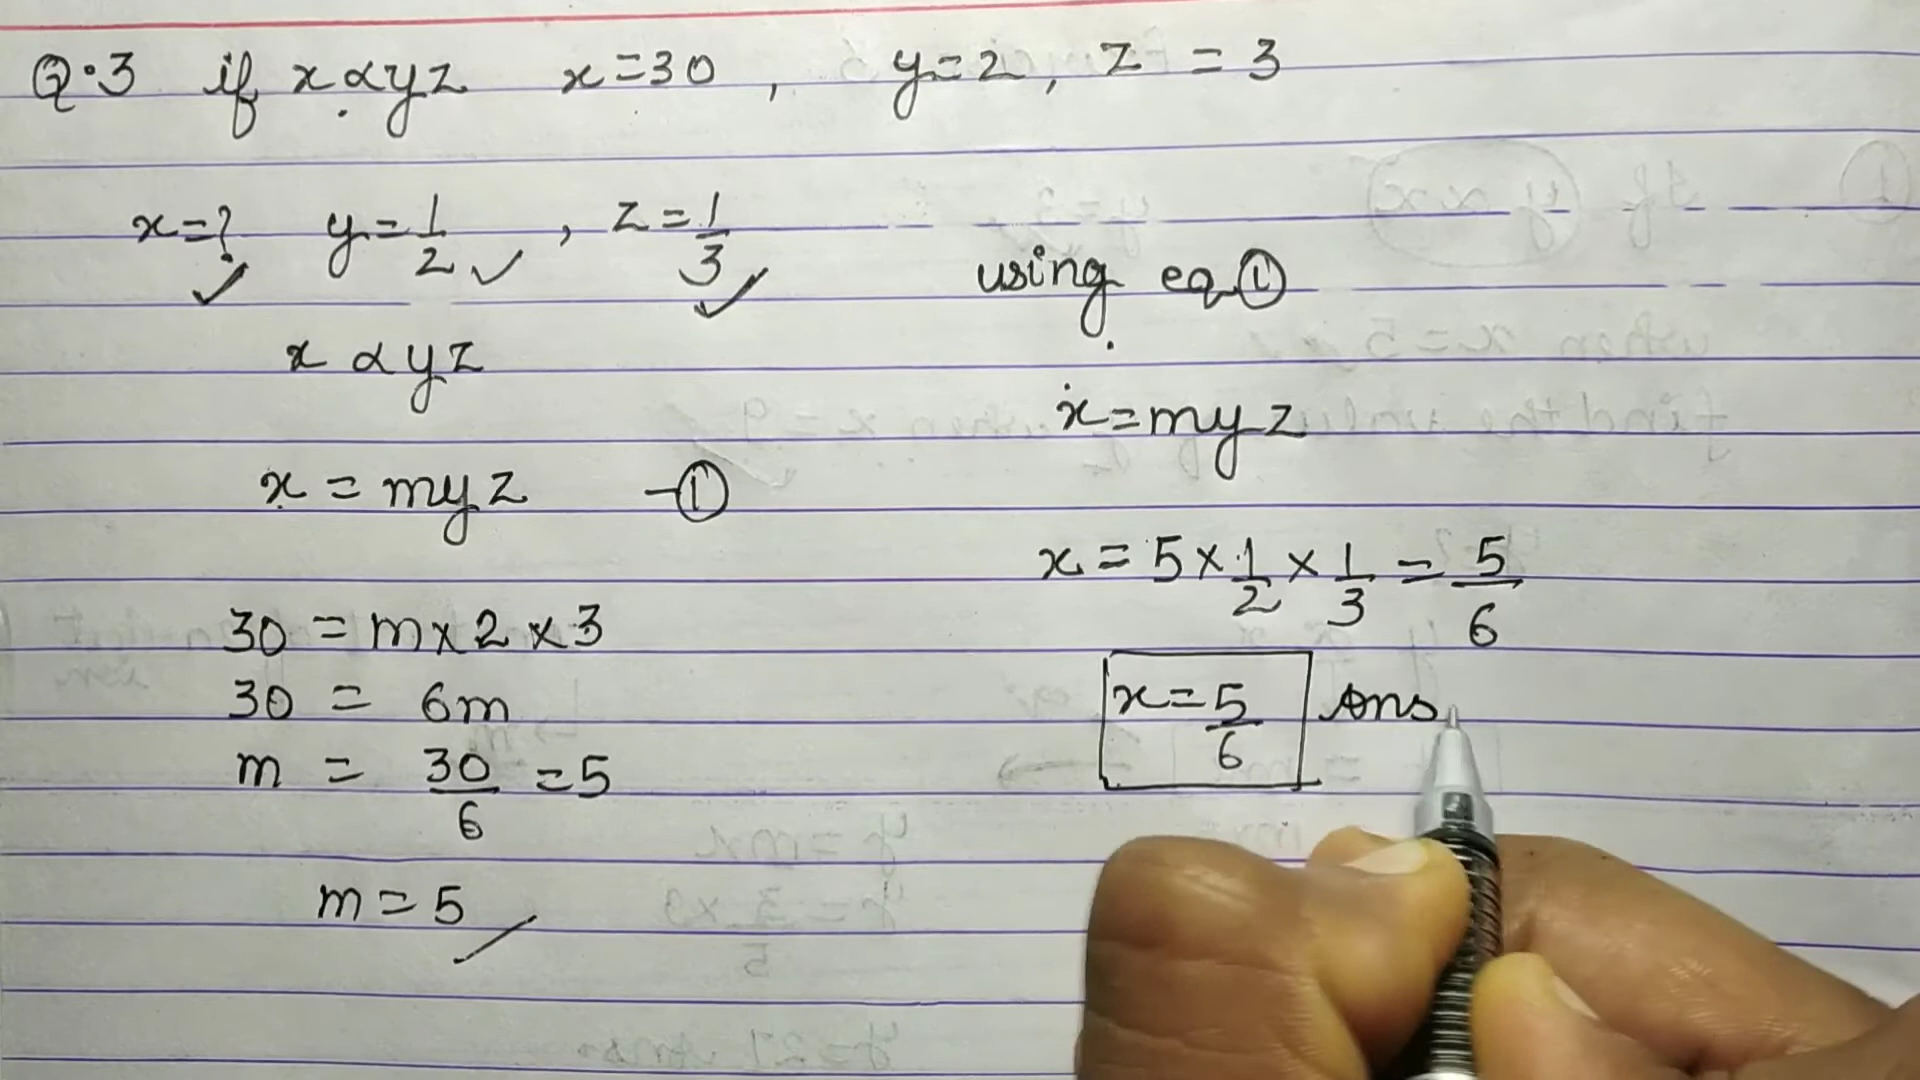 Q.3 if x α yz x = 30 , y = 2, z = 3
x = ? y = 1/2 , z = 1/3
x α yz
x = myz - ①
30 = m × 2 × 3
30 = 6m
m = 30/6 = 5
m = 5
using eq ①
x = myz
x = 5 × 1/2 × 1/3 = 5/6
x = 5/6 Ans